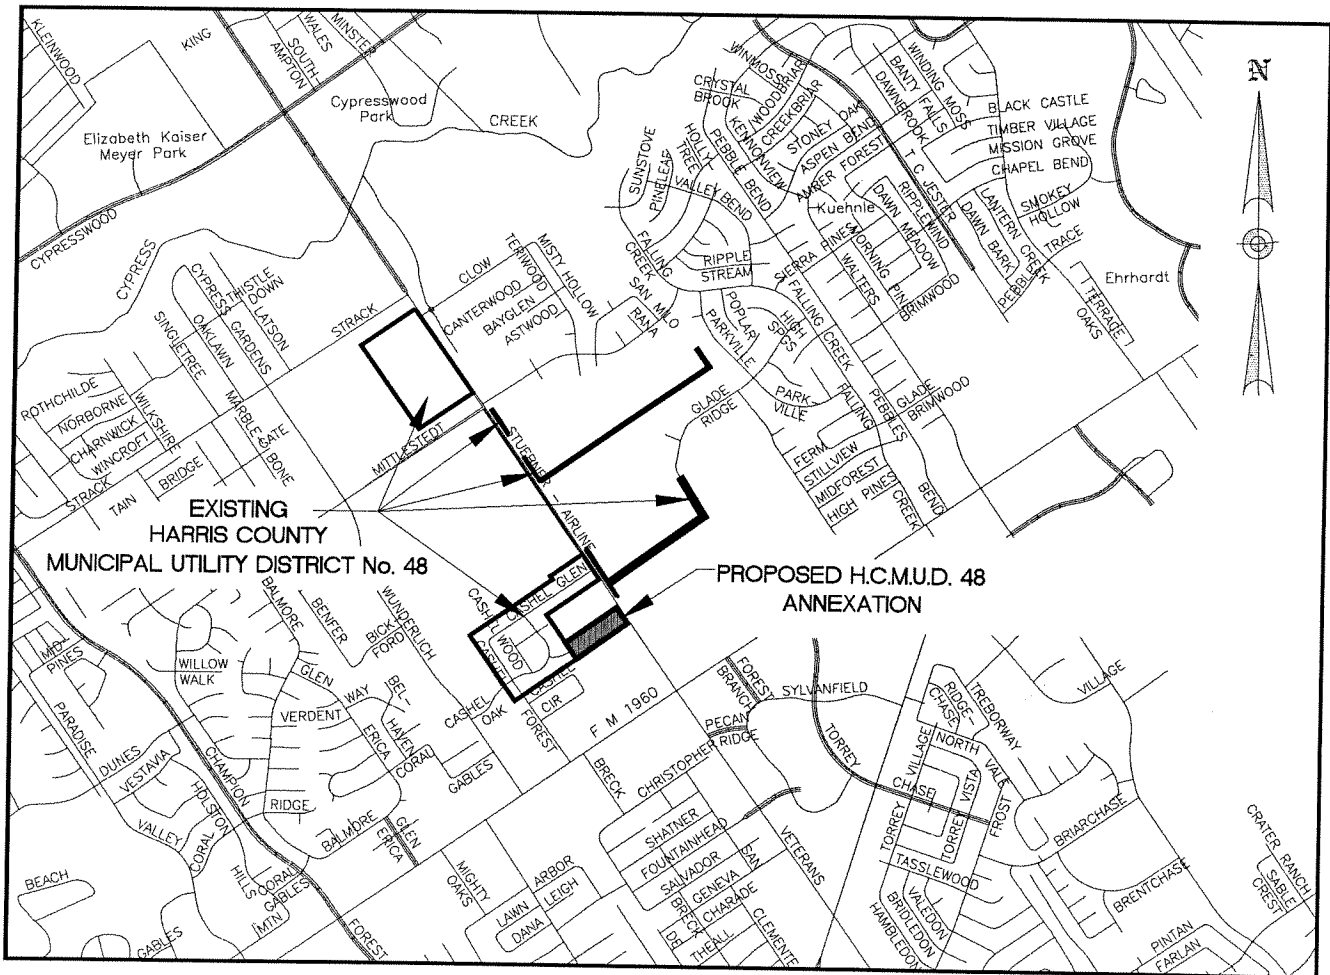 KLEINWOOD
KING
SOUTH-
AMPTON
WALES
MINSTER
Cypresswood
Park
CREEK
Elizabeth Kaiser
Meyer Park
CYPRESSWOOD
CYPRESS
N
WINMOSS
CRYSTAL
BROOK
INWOODBRIAR
CREEKBRIAR
KENNONVIEW
PEBBLE BEND
HOLLY
TREE
STONEY OAK
ASPEN BEND
AMBER FOREST
WINDING MOSS
BANTY FALLS
DAWNBROOK
BLACK CASTLE
TIMBER VILLAGE
MISSION GROVE
CHAPEL BEND
T C JESTER
SUNSTOVE
PINELEAF
VALLEY BEND
Kuehnle
DAWN MEADOW
RIPPLEWIND
MORNING PINE
DAWN BARK
LANTERN CREEK
SMOKEY
HOLLOW
PEBBLE TRACE
Ehrhardt
TERRACE
OAKS
FALLING
CREEK
RIPPLE
STREAM
SIERRA PINES
WALTERS
BRIMWOOD
CLOW
TERIWOOD
MISTY HOLLOW
CANTERWOOD
BAYGLEN
ASTWOOD
SAN MILO
RANA
POPLAR
PARKVILLE
HIGH
SPGS
FALLING CREEK
PARK-
VILLE
GLADE
RIDGE
FALLING
PEBBLES
GLADE
BRIMWOOD
THISTLE
DOWN
CYPRESS GARDENS
LATSON
OAKLAWN
SINGLETREE
STRACK
MARBLE GATE
BONE
ROTHCHILDE
NORBORNE
CHARNWICK
WINCROFT
WILKSHIRE
STRACK
TAIN
BRIDGE
MITTLESTEDT
STUEBNER - AIRLINE
FERM
STILLVIEW
MIDFOREST
HIGH PINES
CREEK
BEND
EXISTING
HARRIS COUNTY
MUNICIPAL UTILITY DISTRICT No. 48
PROPOSED H.C.M.U.D. 48
ANNEXATION
CASHEL GLEN
CASHEL WOOD
CASHEL
CASHEL
OAK
CASHEL
FOREST
CIR
BALMORE
BENFER
WUNDERLICH
BICK-
FORD
MID-
PINES
WILLOW
WALK
GLEN
WAY
VERDENT
ERICA
BEL
HAVEN
CORAL
GABLES
PARADISE
DUNES
VESTAVIA
CHAMPION
HOLSTON
RIDGE
BALMORE
GLEN
ERICA
VALLEY
CORAL
HILLS
CORAL
GABLES
MTN
GABLES
FOREST
BEACH
F M 1960
FOREST
BRANCH
SYLVANFIELD
PECAN
RIDGE
TORREY
CHRISTOPHER
BRECK
SHATNER
FOUNTAINHEAD
SALVADOR
GENEVA
CHARADE
THEALL
DE
BRECK
SAN
CLEMENTE
VETERANS
MIGHTY
OAKS
LAWN
ARBOR
DANA
LEIGH
RIDGE-
CHASE
TREBORWAY
VILLAGE
NORTH
VALE
FROST
CHASE
TORREY
VILLAGE
TORREY
VISTA
TASSLEWOOD
VALEDON
BRIDLEDON
HAMBLEDON
BRIARCHASE
BRENTCHASE
CRATER RANCH
SABLE
CREST
PINTAN
FARLAN